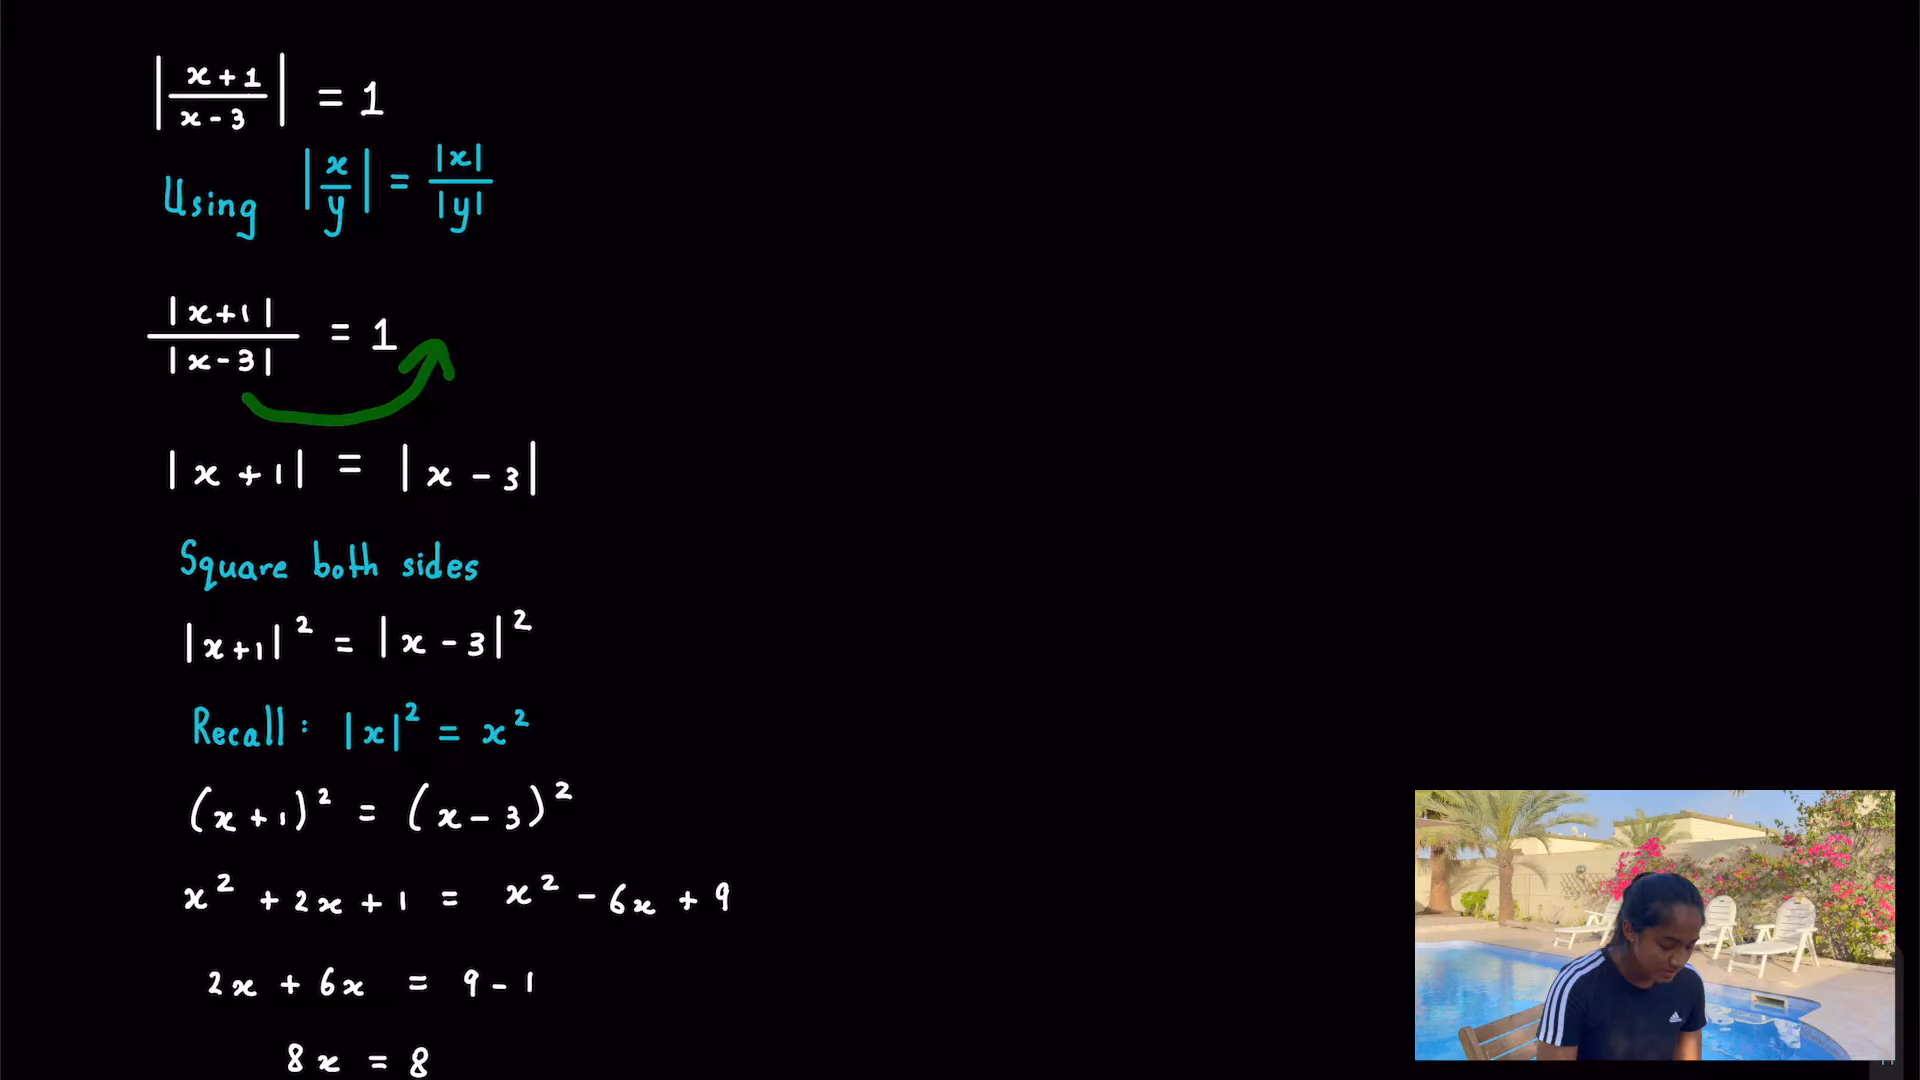 |x+1 / x-3| = 1
Using |x/y| = |x|/|y|
|x+1| / |x-3| = 1
|x+1| = |x-3|
Square both sides
|x+1|² = |x-3|²
Recall: |x|² = x²
(x+1)² = (x-3)²
x² + 2x + 1 = x² - 6x + 9
2x + 6x = 9 - 1
8x = 8